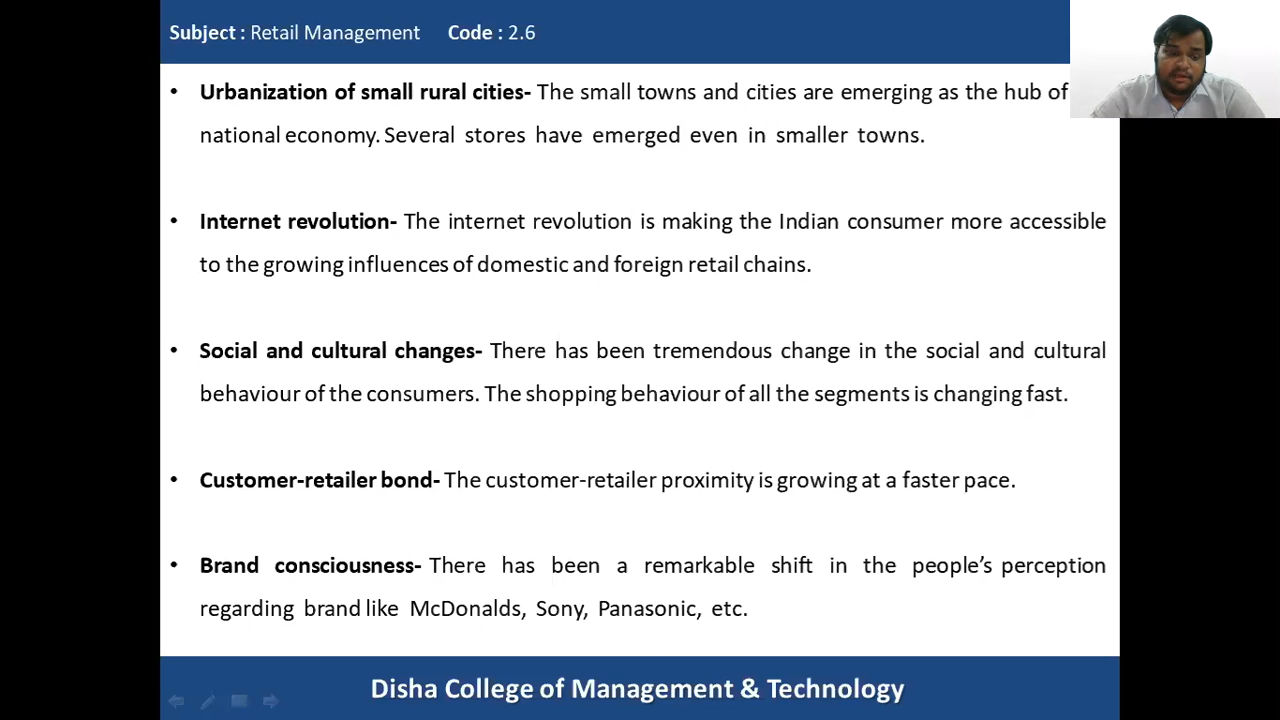 Subject : Retail Management Code : 2.6
• Urbanization of small rural cities- The small towns and cities are emerging as the hub of
national economy. Several stores have emerged even in smaller towns.
• Internet revolution- The internet revolution is making the Indian consumer more accessible
to the growing influences of domestic and foreign retail chains.
• Social and cultural changes- There has been tremendous change in the social and cultural
behaviour of the consumers. The shopping behaviour of all the segments is changing fast.
• Customer-retailer bond- The customer-retailer proximity is growing at a faster pace.
• Brand consciousness- There has been a remarkable shift in the people’s perception
regarding brand like McDonalds, Sony, Panasonic, etc.
Disha College of Management & Technology